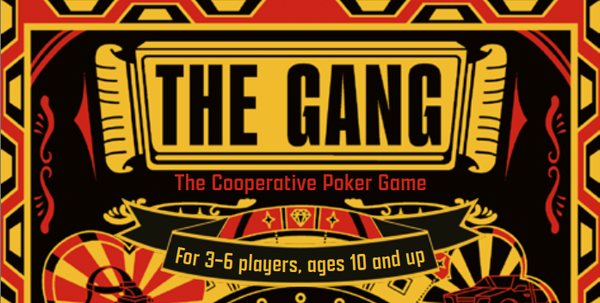 THE GANG
The Cooperative Poker Game
For 3-6 players, ages 10 and up